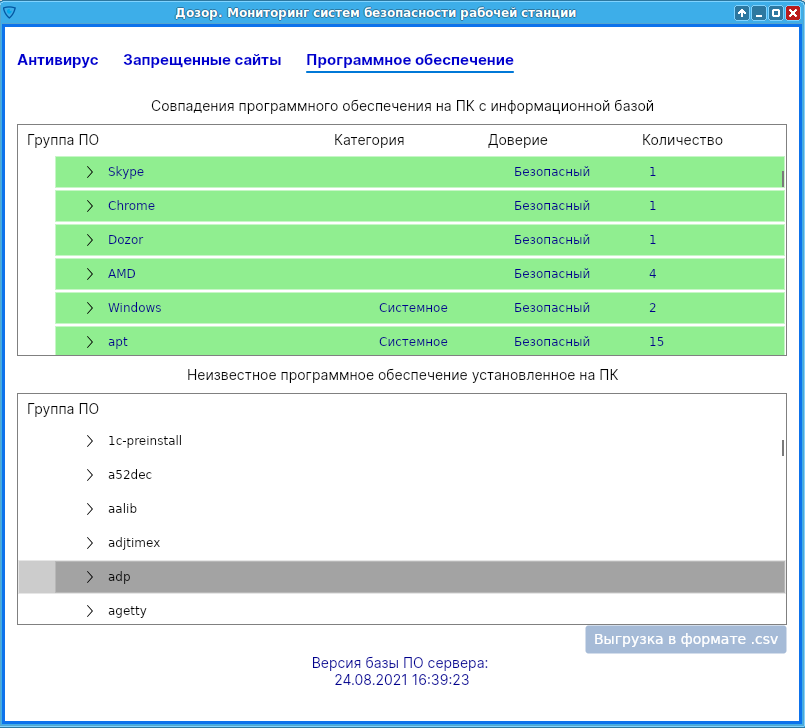 Дозор. Мониторинг систем безопасности рабочей станции
Антивирус Запрещенные сайты Программное обеспечение
Совпадения программного обеспечения на ПК с информационной базой
Группа ПО Категория Доверие Количество
Skype Безопасный 1
Chrome Безопасный 1
Dozor Безопасный 1
AMD Безопасный 4
Windows Системное Безопасный 2
apt Системное Безопасный 15
Неизвестное программное обеспечение установленное на ПК
Группа ПО
1c-preinstall
a52dec
aalib
adjtimex
adp
agetty
Выгрузка в формате .csv
Версия базы ПО сервера:
24.08.2021 16:39:23